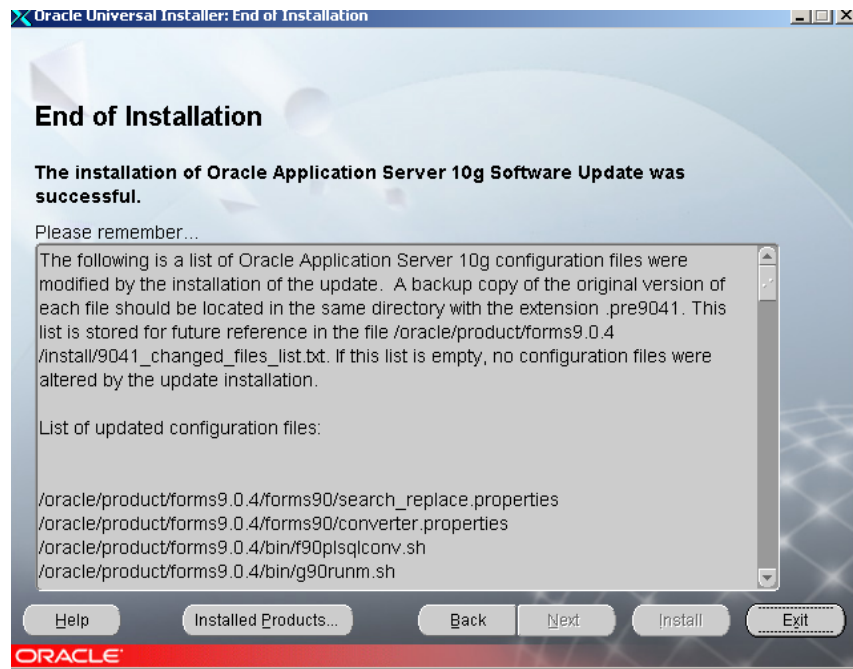 Oracle Universal Installer: End of Installation
End of Installation
The installation of Oracle Application Server 10g Software Update was
successful.
Please remember...
The following is a list of Oracle Application Server 10g configuration files were
modified by the installation of the update.  A backup copy of the original version of
each file should be located in the same directory with the extension .pre9041. This
list is stored for future reference in the file /oracle/product/forms9.0.4
/install/9041_changed_files_list.txt. If this list is empty, no configuration files were
altered by the update installation.
List of updated configuration files:
/oracle/product/forms9.0.4/forms90/search_replace.properties
/oracle/product/forms9.0.4/forms90/converter.properties
/oracle/product/forms9.0.4/bin/f90plsqlconv.sh
/oracle/product/forms9.0.4/bin/g90runm.sh
Help Installed Products... Back Next Install Exit
ORACLE